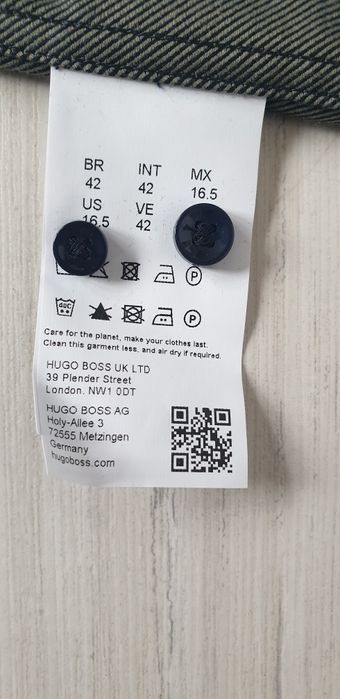 BR INT MX
42 42 16.5
US VE
16.5 42
P
P
Care for the planet, make your clothes last.
Clean this garment less, and air dry if required.
HUGO BOSS UK LTD
39 Plender Street
London. NW1 0DT
HUGO BOSS AG
Holy-Allee 3
72555 Metzingen
Germany
hugoboss.com